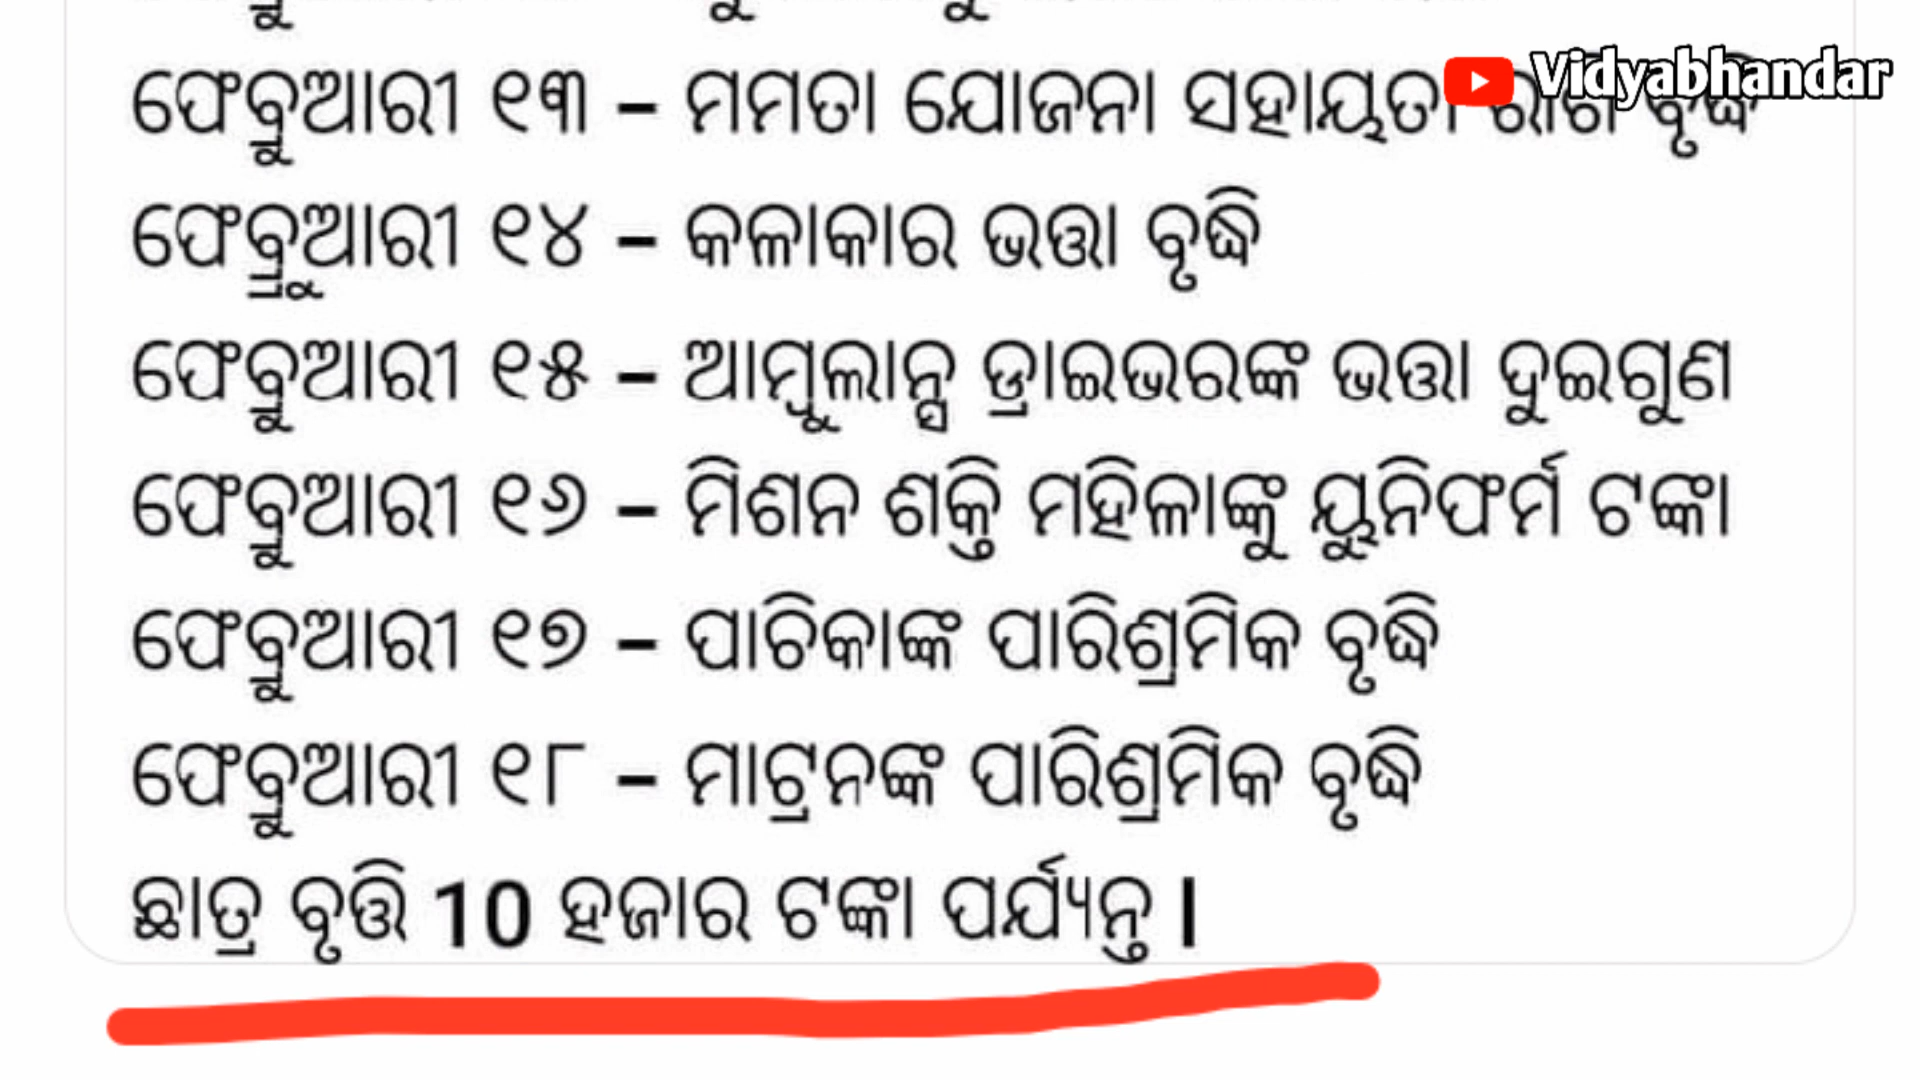 ଫେବ୍ରୁଆରୀ ୧୩ – ମମତା ଯୋଜନା ସହାୟତା ରାଶି ବୃଦ୍ଧି
Vidyabhandar
ଫେବ୍ରୁଆରୀ ୧୪ – କଳାକାର ଭତ୍ତା ବୃଦ୍ଧି
ଫେବ୍ରୁଆରୀ ୧୫ – ଆମ୍ବୁଲାନ୍ସ ଡ୍ରାଇଭରଙ୍କ ଭତ୍ତା ଦୁଇଗୁଣ
ଫେବ୍ରୁଆରୀ ୧୬ – ମିଶନ ଶକ୍ତି ମହିଳାଙ୍କୁ ୟୁନିଫର୍ମ ଟଙ୍କା
ଫେବ୍ରୁଆରୀ ୧୭ – ପାଚିକାଙ୍କ ପାରିଶ୍ରମିକ ବୃଦ୍ଧି
ଫେବ୍ରୁଆରୀ ୧୮ – ମାଟ୍ରନଙ୍କ ପାରିଶ୍ରମିକ ବୃଦ୍ଧି
ଛାତ୍ର ବୃତ୍ତି 10 ହଜାର ଟଙ୍କା ପର୍ଯ୍ୟନ୍ତ ।